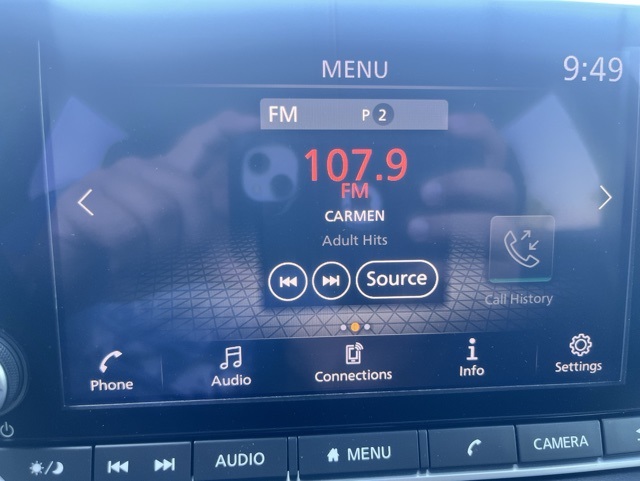 MENU
9:49
FM P 2
107.9
FM
CARMEN
Adult Hits
Source
Call History
Phone
Audio
Connections
Info
Settings
AUDIO
MENU
CAMERA